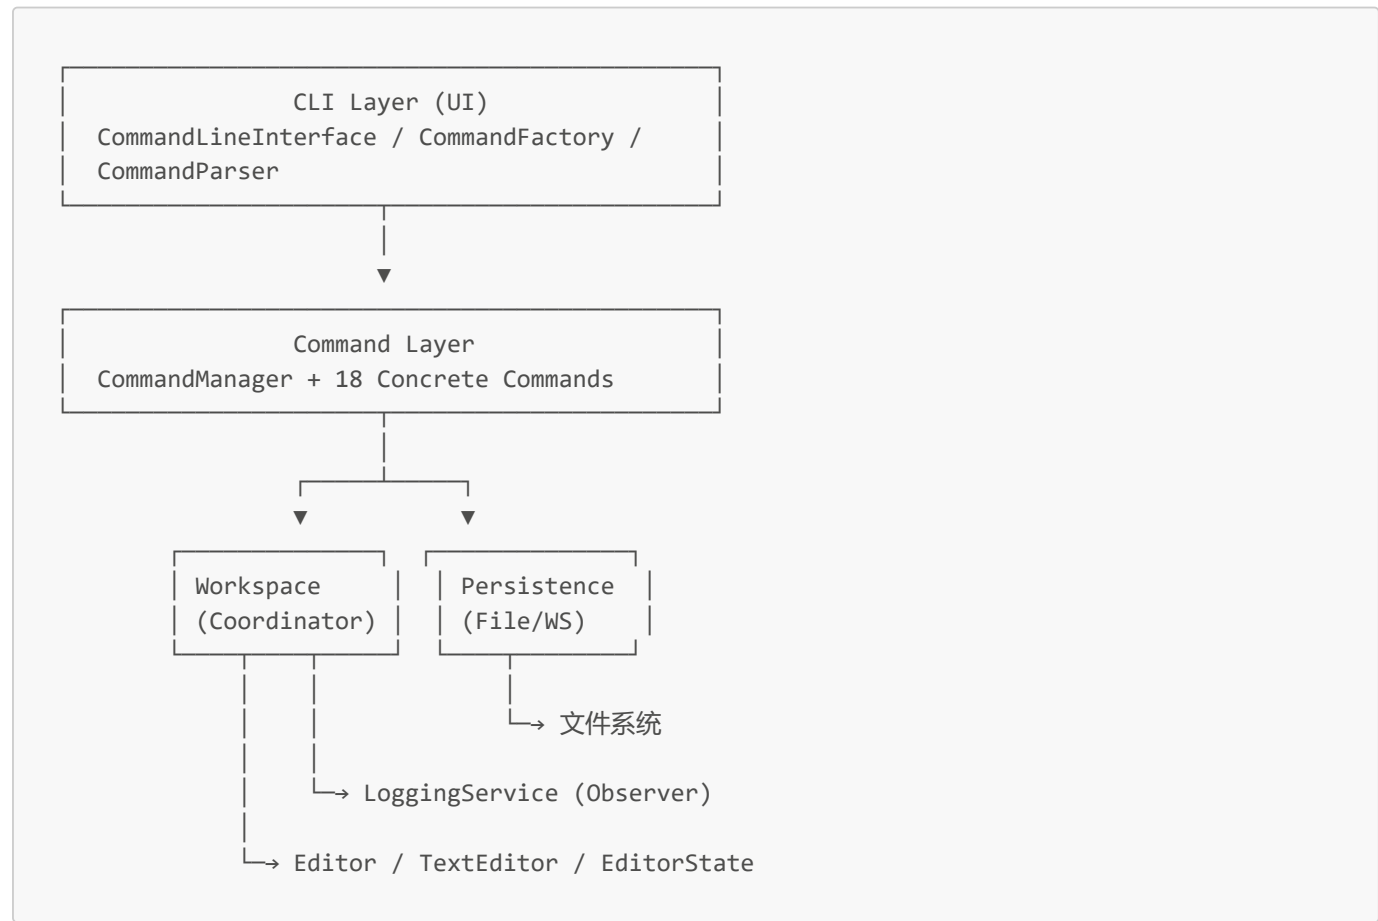 CLI Layer (UI)
CommandLineInterface / CommandFactory /
CommandParser
Command Layer
CommandManager + 18 Concrete Commands
Workspace Persistence
(Coordinator) (File/WS)
文件系统
LoggingService (Observer)
Editor / TextEditor / EditorState